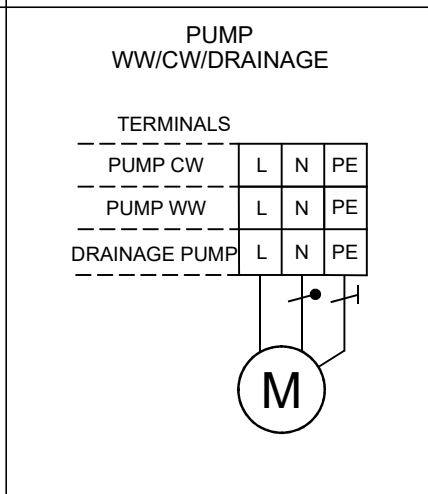 PUMP
WW/CW/DRAINAGE
TERMINALS
PUMP CW L N PE
PUMP WW L N PE
DRAINAGE PUMP L N PE
M